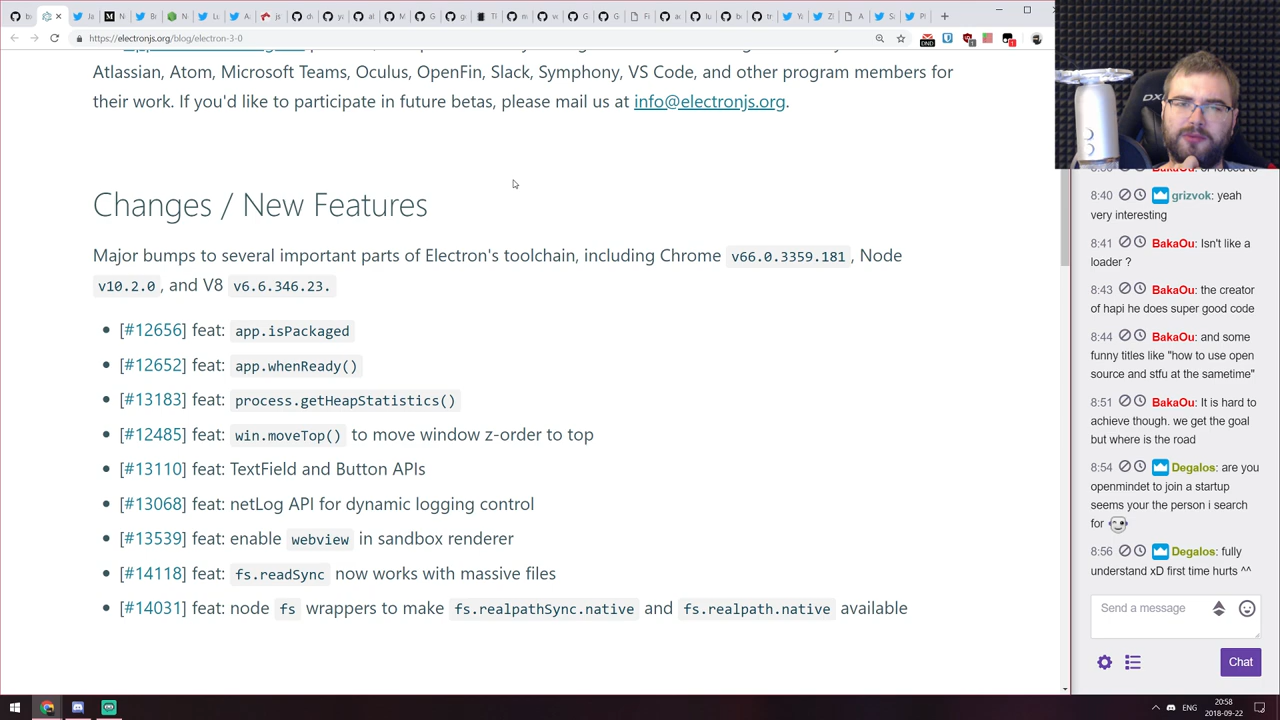 https://electronjs.org/blog/electron-3-0
Atlassian, Atom, Microsoft Teams, Oculus, OpenFin, Slack, Symphony, VS Code, and other program members for
their work. If you'd like to participate in future betas, please mail us at info@electronjs.org.
Changes / New Features
Major bumps to several important parts of Electron's toolchain, including Chrome v66.0.3359.181 , Node
v10.2.0 , and V8 v6.6.346.23.
[#12656] feat: app.isPackaged
[#12652] feat: app.whenReady()
[#13183] feat: process.getHeapStatistics()
[#12485] feat: win.moveTop() to move window z-order to top
[#13110] feat: TextField and Button APIs
[#13068] feat: netLog API for dynamic logging control
[#13539] feat: enable webview in sandbox renderer
[#14118] feat: fs.readSync now works with massive files
[#14031] feat: node fs wrappers to make fs.realpathSync.native and fs.realpath.native available
8:40 grizvok: yeah
very interesting
8:41 BakaOu: Isn't like a
loader ?
8:43 BakaOu: the creator
of hapi he does super good code
8:44 BakaOu: and some
funny titles like "how to use open
source and stfu at the sametime"
8:51 BakaOu: It is hard to
achieve though. we get the goal
but where is the road
8:54 Degalos: are you
openmindet to join a startup
seems your the person i search
for
8:56 Degalos: fully
understand xD first time hurts ^^
Send a message
Chat
ENG
20:58
2018-09-22